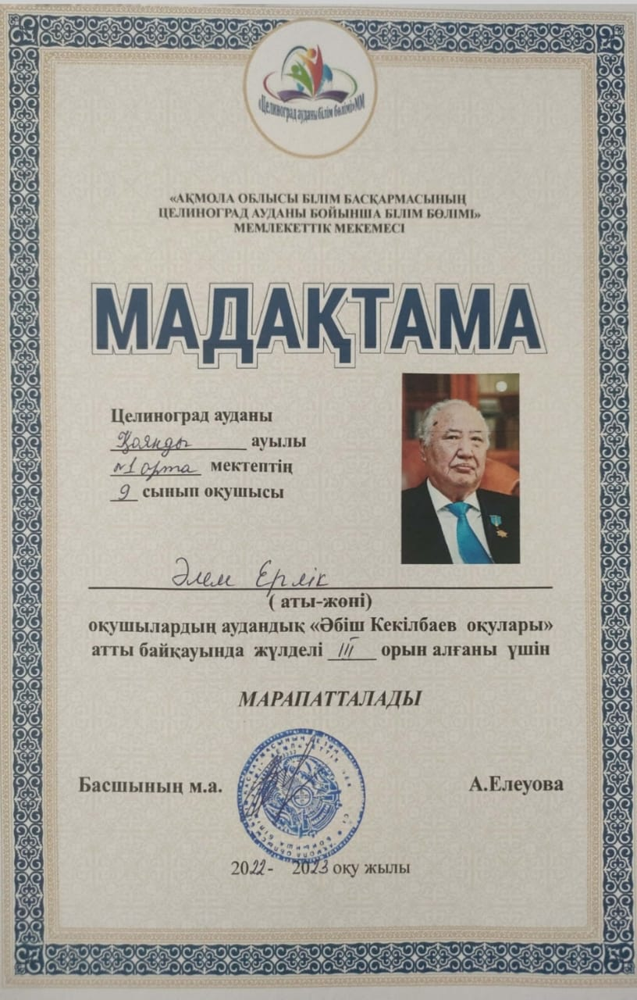 «Целиноград ауданы білім бөлімі» ММ
«АҚМОЛА ОБЛЫСЫ БІЛІМ БАСҚАРМАСЫНЫҢ
ЦЕЛИНОГРАД АУДАНЫ БОЙЫНША БІЛІМ БӨЛІМІ»
МЕМЛЕКЕТТІК МЕКЕМЕСІ
МАДАҚТАМА
Целиноград ауданы
Қоянды ауылы
№1 орта мектептің
9 сынып оқушысы
Әлем Ерлік
( аты-жөні)
оқушылардың аудандық «Әбіш Кекілбаев оқулары»
атты байқауында жүлделі III орын алғаны үшін
МАРАПАТТАЛАДЫ
Басшының м.а.
А.Елеуова
2022- 2023 оқу жылы